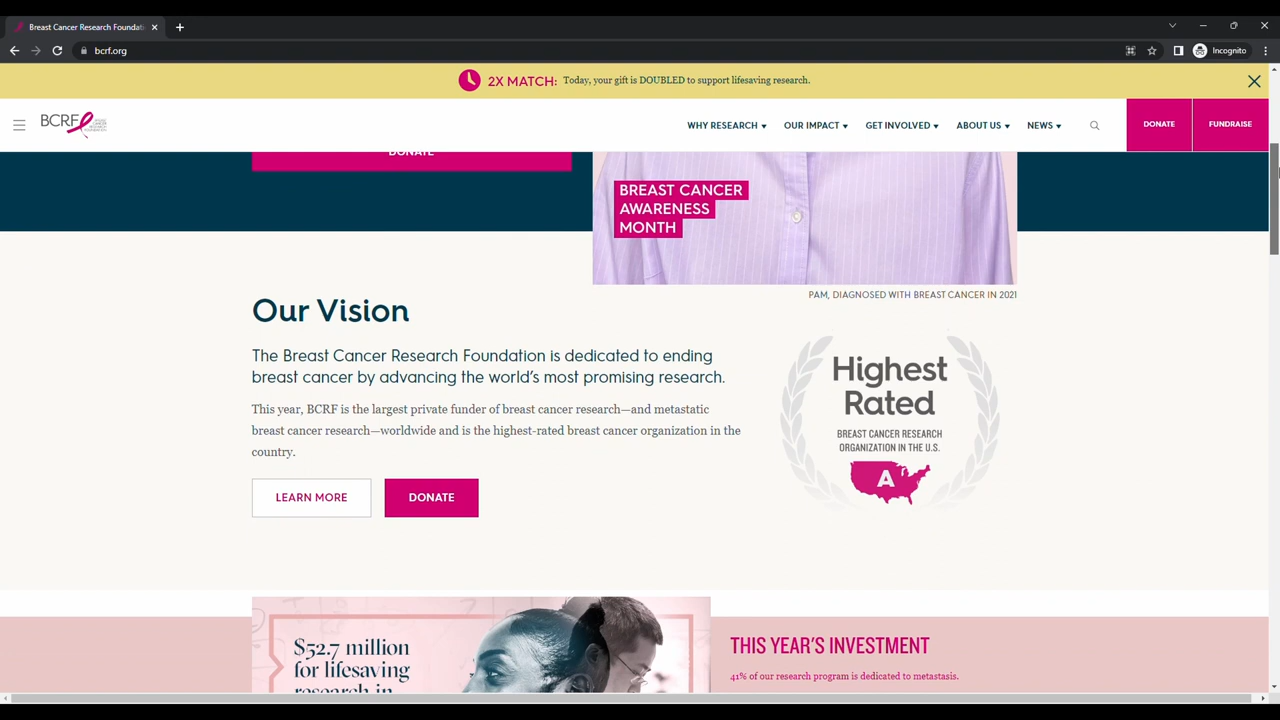 Breast Cancer Research Foundati
bcrf.org
Incognito
2X MATCH: Today, your gift is DOUBLED to support lifesaving research.
BCRF
WHY RESEARCH
OUR IMPACT
GET INVOLVED
ABOUT US
NEWS
DONATE
FUNDRAISE
DONATE
BREAST CANCER
AWARENESS
MONTH
PAM, DIAGNOSED WITH BREAST CANCER IN 2021
Our Vision
The Breast Cancer Research Foundation is dedicated to ending
breast cancer by advancing the world's most promising research.
This year, BCRF is the largest private funder of breast cancer research—and metastatic
breast cancer research—worldwide and is the highest-rated breast cancer organization in the
country.
LEARN MORE
DONATE
Highest
Rated
BREAST CANCER RESEARCH
ORGANIZATION IN THE U.S.
A
$52.7 million
for lifesaving
research in
THIS YEAR'S INVESTMENT
41% of our research program is dedicated to metastasis.